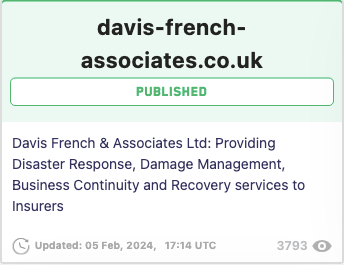 davis-french-
associates.co.uk
PUBLISHED
Davis French & Associates Ltd: Providing
Disaster Response, Damage Management,
Business Continuity and Recovery services to
Insurers
Updated: 05 Feb, 2024, 17:14 UTC 3793